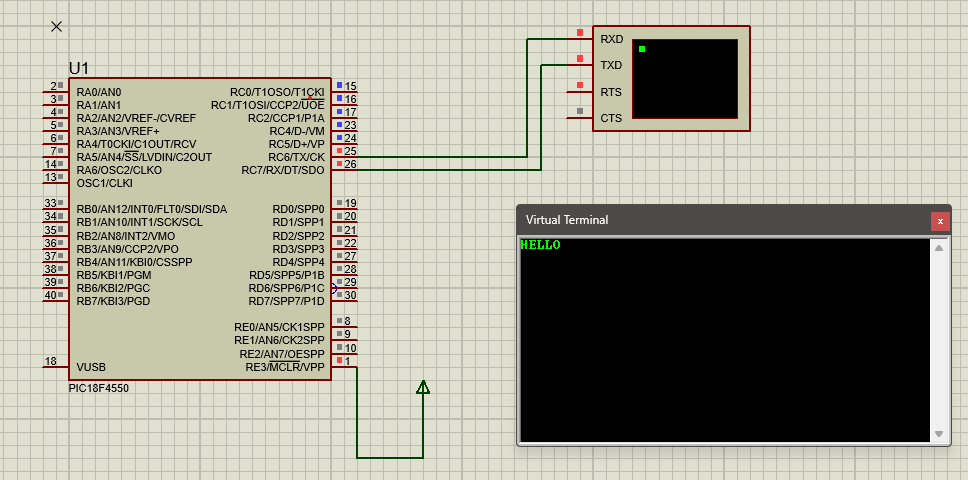 U1
2 RA0/AN0 RC0/T1OSO/T1CKI 15
3 RA1/AN1 RC1/T1OSI/CCP2/UOE 16
4 RA2/AN2/VREF-/CVREF RC2/CCP1/P1A 17
5 RA3/AN3/VREF+ RC4/D-/VM 23
6 RA4/T0CKI/C1OUT/RCV RC5/D+/VP 24
7 RA5/AN4/SS/LVDIN/C2OUT RC6/TX/CK 25
14 RA6/OSC2/CLKO RC7/RX/DT/SDO 26
13 OSC1/CLKI
33 RB0/AN12/INT0/FLT0/SDI/SDA RD0/SPP0 19
34 RB1/AN10/INT1/SCK/SCL RD1/SPP1 20
35 RB2/AN8/INT2/VMO RD2/SPP2 21
36 RB3/AN9/CCP2/VPO RD3/SPP3 22
37 RB4/AN11/KBI0/CSSPP RD4/SPP4 27
38 RB5/KBI1/PGM RD5/SPP5/P1B 28
39 RB6/KBI2/PGC RD6/SPP6/P1C 29
40 RB7/KBI3/PGD RD7/SPP7/P1D 30
RE0/AN5/CK1SPP 8
RE1/AN6/CK2SPP 9
RE2/AN7/OESPP 10
18 VUSB RE3/MCLR/VPP 1
PIC18F4550
RXD
TXD
RTS
CTS
Virtual Terminal x
HELLO